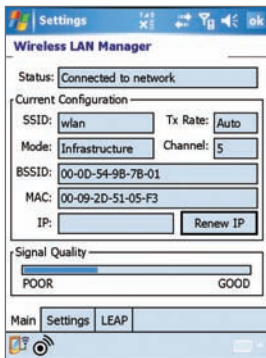 Settings ok
Wireless LAN Manager
Status: Connected to network
Current Configuration
SSID: wlan Tx Rate: Auto
Mode: Infrastructure Channel: 5
BSSID: 00-0D-54-9B-7B-01
MAC: 00-09-2D-51-05-F3
IP: Renew IP
Signal Quality
POOR GOOD
Main Settings LEAP